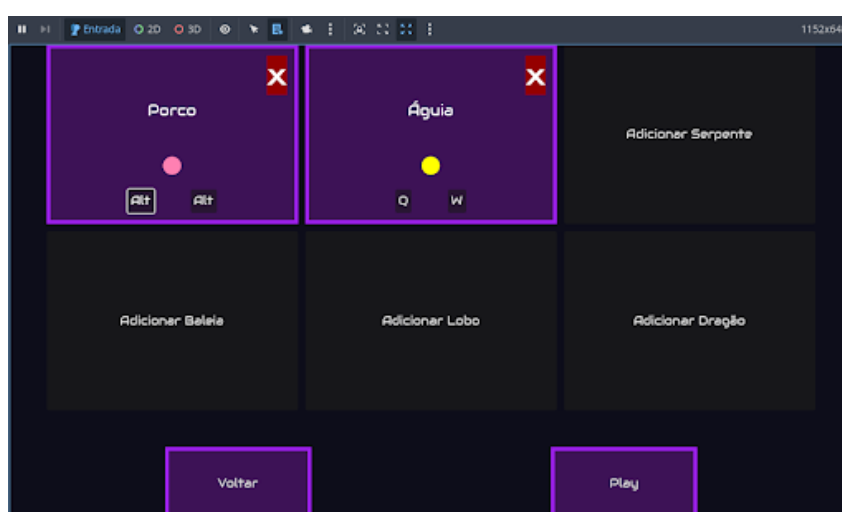 Entrada 2D 3D 1152x64
X X
Porco Águia Adicionar Serpente
Alt Alt Q W
Adicionar Baleia Adicionar Lobo Adicionar Dragão
Voltar Play